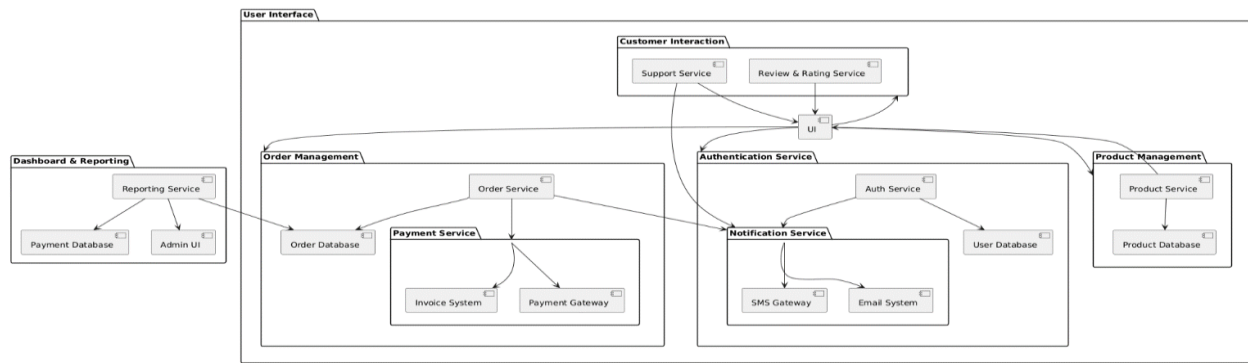 User Interface
Customer Interaction
Support Service
Review & Rating Service
UI
Dashboard & Reporting
Order Management
Authentication Service
Product Management
Reporting Service
Order Service
Auth Service
Product Service
Payment Database
Admin UI
Order Database
Payment Service
Notification Service
User Database
Product Database
Invoice System
Payment Gateway
SMS Gateway
Email System